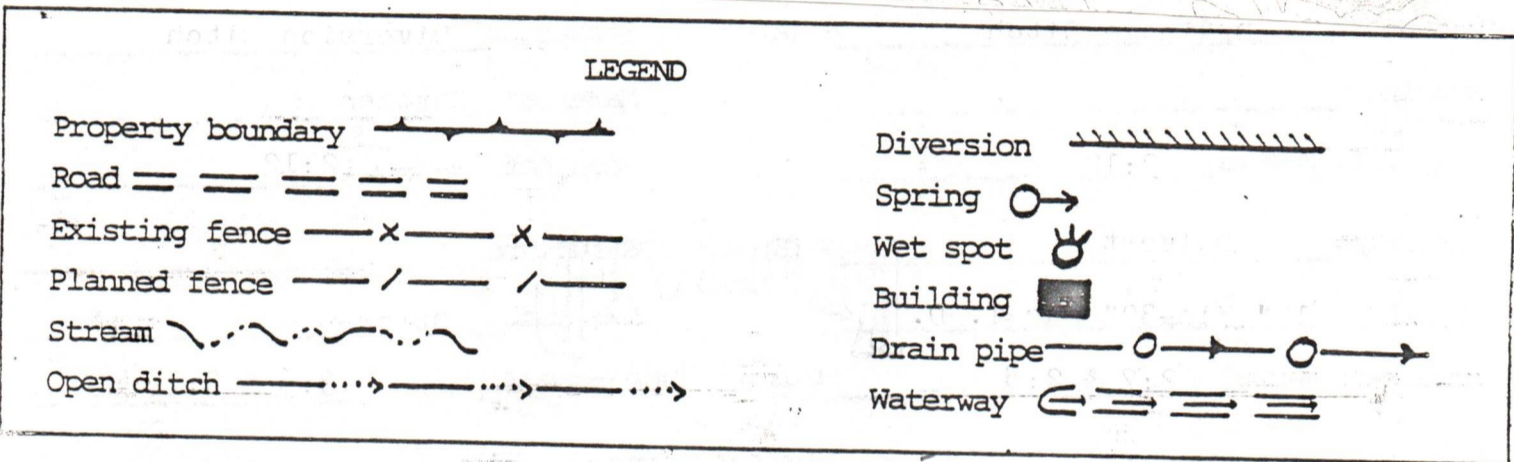 LEGEND
Property boundary
Road
Existing fence
Planned fence
Stream
Open ditch
Diversion
Spring
Wet spot
Building
Drain pipe
Waterway